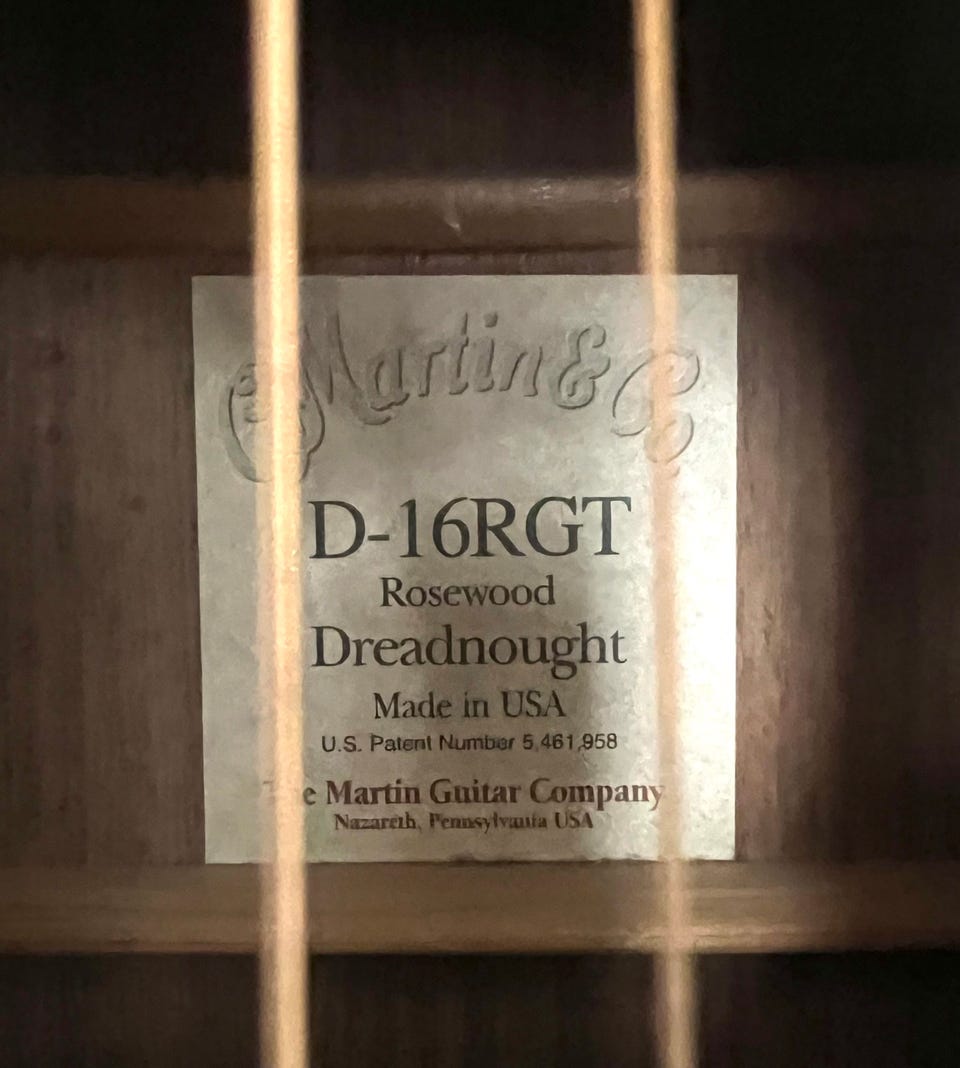 Martin & Co
D-16RGT
Rosewood
Dreadnought
Made in USA
U.S. Patent Number 5,461,958
Martin Guitar Company
Nazareth, Pennsylvania USA